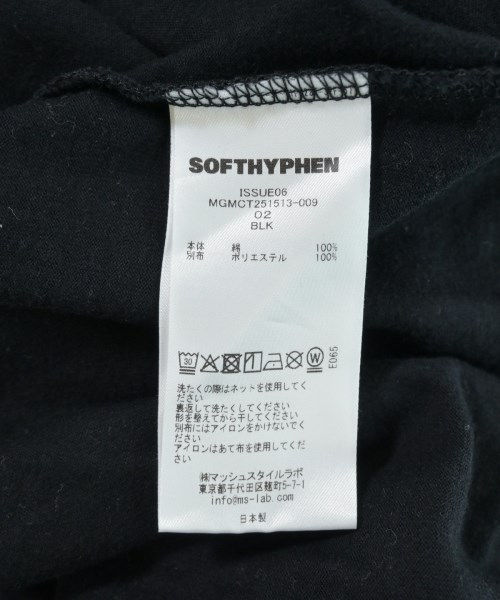 SOFTHYPHEN
ISSUE06
MGMCT251513-009
02
BLK
本体 綿 100%
別布 ポリエステル 100%
30 W E065
洗たくの際はネットを使用してく
ださい
裏返して洗たくしてください
形を整えてから干してください
別布にはアイロンをかけないでく
ださい
アイロンはあて布を使用してくだ
さい
㈱マッシュスタイルラボ
東京都千代田区麹町5-7-1
info@ms-lab.com
日本製